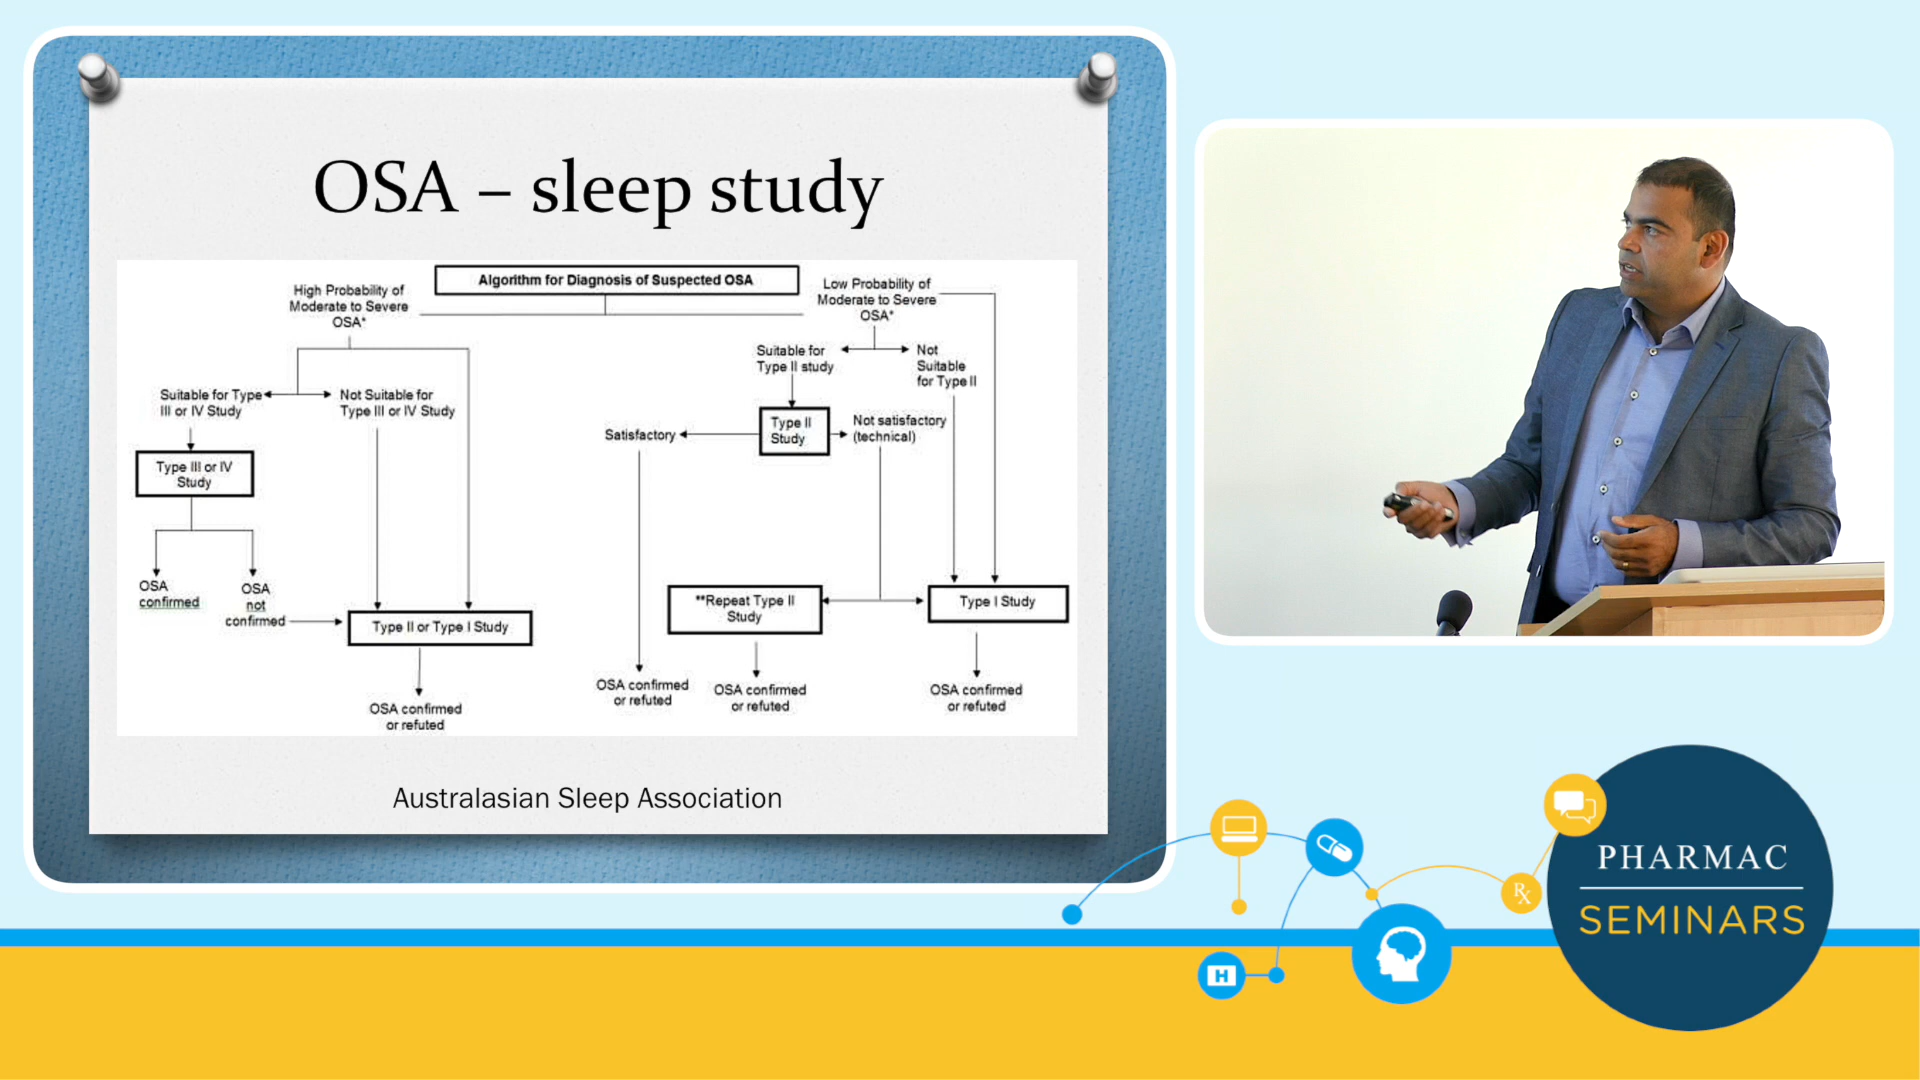 OSA – sleep study
Algorithm for Diagnosis of Suspected OSA
High Probability of
Moderate to Severe
OSA*
Low Probability of
Moderate to Severe
OSA*
Suitable for Type
III or IV Study
Not Suitable for
Type III or IV Study
Type III or IV
Study
OSA
confirmed
OSA
not
confirmed
Type II or Type I Study
OSA confirmed
or refuted
Suitable for
Type II study
Not
Suitable
for Type II
Type II
Study
Satisfactory
Not satisfactory
(technical)
**Repeat Type II
Study
Type I Study
OSA confirmed
or refuted
OSA confirmed
or refuted
OSA confirmed
or refuted
Australasian Sleep Association
H
Rx
PHARMAC
SEMINARS